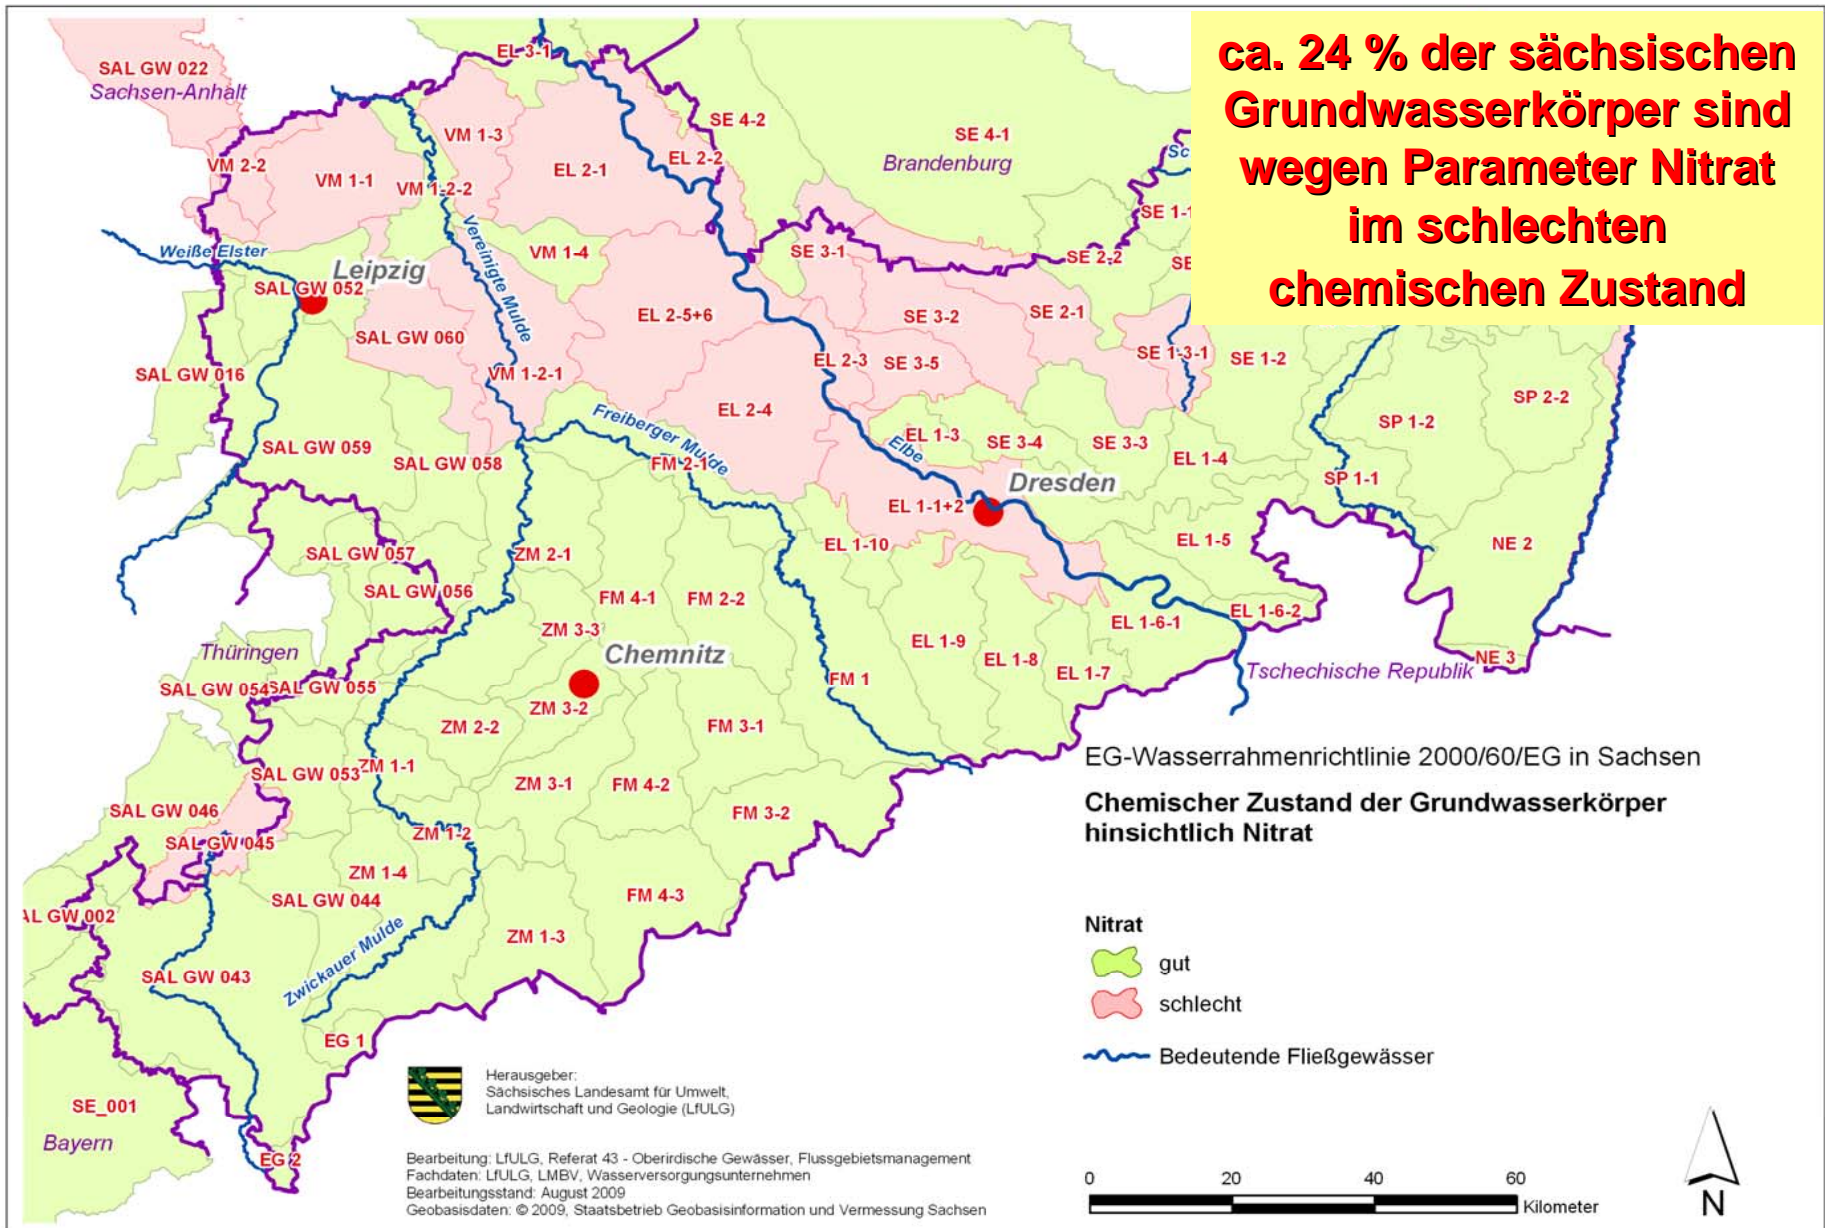 ca. 24 % der sächsischen
Grundwasserkörper sind
wegen Parameter Nitrat
im schlechten
chemischen Zustand
EL 3-1
SAL GW 022
Sachsen-Anhalt
SE 4-2
SE 4-1
Brandenburg
VM 1-3
EL 2-2
Sc
VM 2-2
VM 1-1
VM 1-2-2
EL 2-1
SE 1-1
Weiße Elster
Vereinigte Mulde
VM 1-4
SE 3-1
SE 2-2
SE
Leipzig
SAL GW 052
EL 2-5+6
SE 3-2
SE 2-1
SAL GW 060
SAL GW 016
VM 1-2-1
EL 2-3
SE 3-5
SE 1-3-1
SE 1-2
EL 2-4
SP 2-2
SP 1-2
Freiberger Mulde
SAL GW 059
SAL GW 058
FM 2-1
Elbe
EL 1-3
SE 3-4
SE 3-3
EL 1-4
SP 1-1
Dresden
EL 1-1+2
SAL GW 057
ZM 2-1
EL 1-10
EL 1-5
NE 2
SAL GW 056
FM 4-1
FM 2-2
EL 1-6-2
EL 1-6-1
ZM 3-3
EL 1-9
Thüringen
Chemnitz
EL 1-8
EL 1-7
NE 3
Tschechische Republik
SAL GW 054
SAL GW 055
FM 1
ZM 3-2
ZM 2-2
FM 3-1
SAL GW 053
ZM 1-1
ZM 3-1
FM 4-2
FM 3-2
SAL GW 046
SAL GW 045
ZM 1-2
ZM 1-4
SAL GW 044
FM 4-3
AL GW 002
Zwickauer Mulde
ZM 1-3
SAL GW 043
EG 1
SE_001
Bayern
EG 2
EG-Wasserrahmenrichtlinie 2000/60/EG in Sachsen
Chemischer Zustand der Grundwasserkörper
hinsichtlich Nitrat
Nitrat
gut
schlecht
Bedeutende Fließgewässer
Herausgeber:
Sächsisches Landesamt für Umwelt,
Landwirtschaft und Geologie (LfULG)
Bearbeitung: LfULG, Referat 43 - Oberirdische Gewässer, Flussgebietsmanagement
Fachdaten: LfULG, LMBV, Wasserversorgungsunternehmen
Bearbeitungsstand: August 2009
Geobasisdaten: © 2009, Staatsbetrieb Geobasisinformation und Vermessung Sachsen
0 20 40 60
Kilometer
N